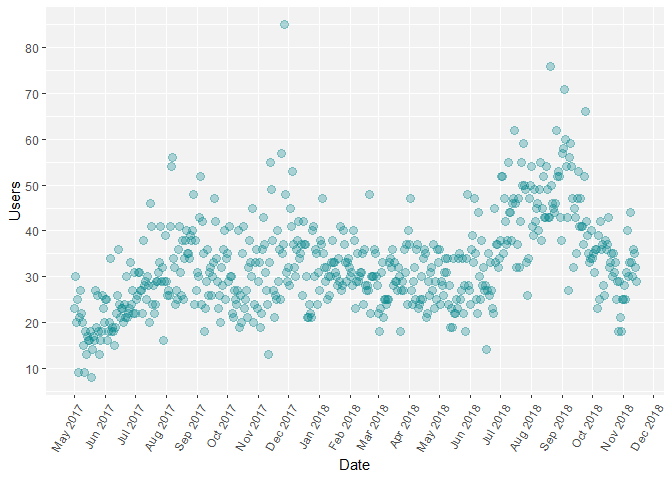 80
70
60
50
40
30
20
10
Users
May 2017
Jun 2017
Jul 2017
Aug 2017
Sep 2017
Oct 2017
Nov 2017
Dec 2017
Jan 2018
Feb 2018
Mar 2018
Apr 2018
May 2018
Jun 2018
Jul 2018
Aug 2018
Sep 2018
Oct 2018
Nov 2018
Dec 2018
Date